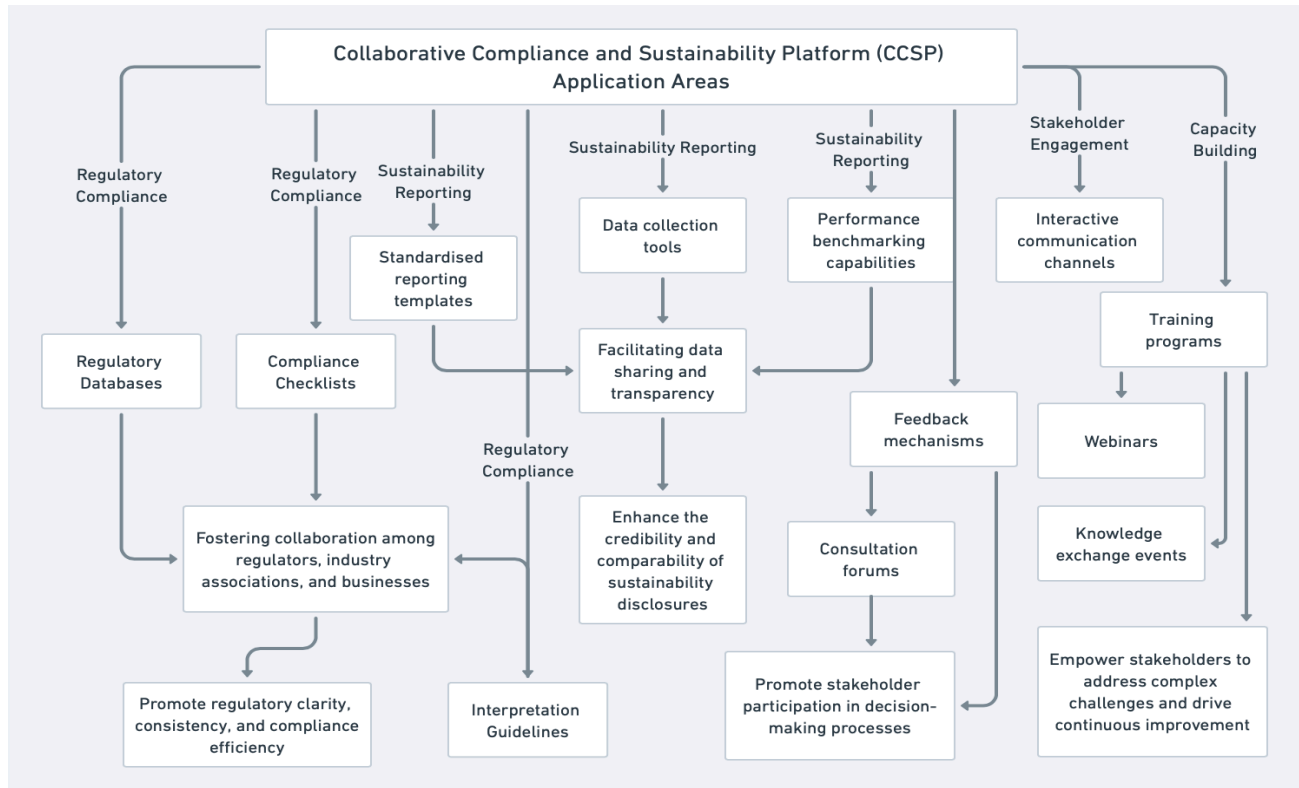 Collaborative Compliance and Sustainability Platform (CCSP)
Application Areas
Regulatory
Compliance
Regulatory
Compliance
Sustainability
Reporting
Sustainability Reporting
Sustainability
Reporting
Stakeholder
Engagement
Capacity
Building
Standardised
reporting
templates
Data collection
tools
Performance
benchmarking
capabilities
Interactive
communication
channels
Training
programs
Regulatory
Databases
Compliance
Checklists
Facilitating data
sharing and
transparency
Feedback
mechanisms
Webinars
Regulatory
Compliance
Fostering collaboration among
regulators, industry
associations, and businesses
Enhance the
credibility and
comparability of
sustainability
disclosures
Consultation
forums
Knowledge
exchange events
Promote regulatory clarity,
consistency, and compliance
efficiency
Interpretation
Guidelines
Promote stakeholder
participation in decision-
making processes
Empower stakeholders to
address complex
challenges and drive
continuous improvement